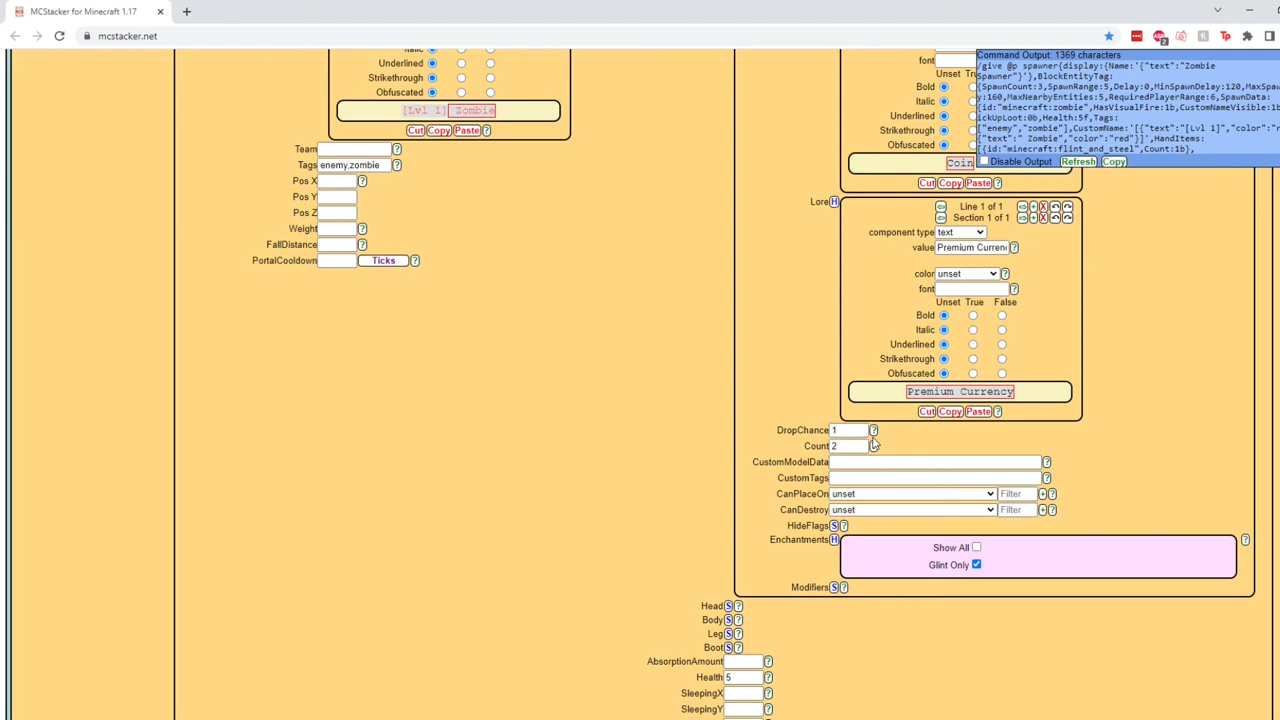 MCStacker for Minecraft 1.17
mcstacker.net
Command Output: 1369 characters
/give @p spawner{display:{Name:'{"text":"Zombie
Spawner"}'},BlockEntityTag:
{SpawnCount:3,SpawnRange:5,Delay:0,MinSpawnDelay:120,MaxSpaw
y:160,MaxNearbyEntities:5,RequiredPlayerRange:6,SpawnData:
{id:"minecraft:zombie",HasVisualFire:1b,CustomNameVisible:1b
ickUpLoot:0b,Health:5f,Tags:
["enemy","zombie"],CustomName:'[{"text":"[Lvl 1]","color":"r
{"text":" Zombie","color":"red"}]',HandItems:
[{id:"minecraft:flint_and_steel",Count:1b},
Disable Output Refresh Copy
Italic
Underlined
Strikethrough
Obfuscated
[Lvl 1] Zombie
Cut Copy Paste ?
Team ?
Tags enemy,zombie ?
Pos X ?
Pos Y
Pos Z
Weight ?
FallDistance ?
PortalCooldown Ticks ?
font
Unset Tru
Bold
Italic
Underlined
Strikethrough
Obfuscated
Coin
Cut Copy Paste ?
Lore H
Line 1 of 1 + X
Section 1 of 1 + X
component type text
value Premium Curren ?
color unset ?
font ?
Unset True False
Bold
Italic
Underlined
Strikethrough
Obfuscated
Premium Currency
Cut Copy Paste ?
DropChance 1 ?
Count 2
CustomModelData ?
CustomTags ?
CanPlaceOn unset Filter + ?
CanDestroy unset Filter + ?
HideFlags S ?
Enchantments H ?
Show All
Glint Only
Modifiers S ?
Head S ?
Body S ?
Leg S ?
Boot S ?
AbsorptionAmount ?
Health 5 ?
SleepingX ?
SleepingY ?